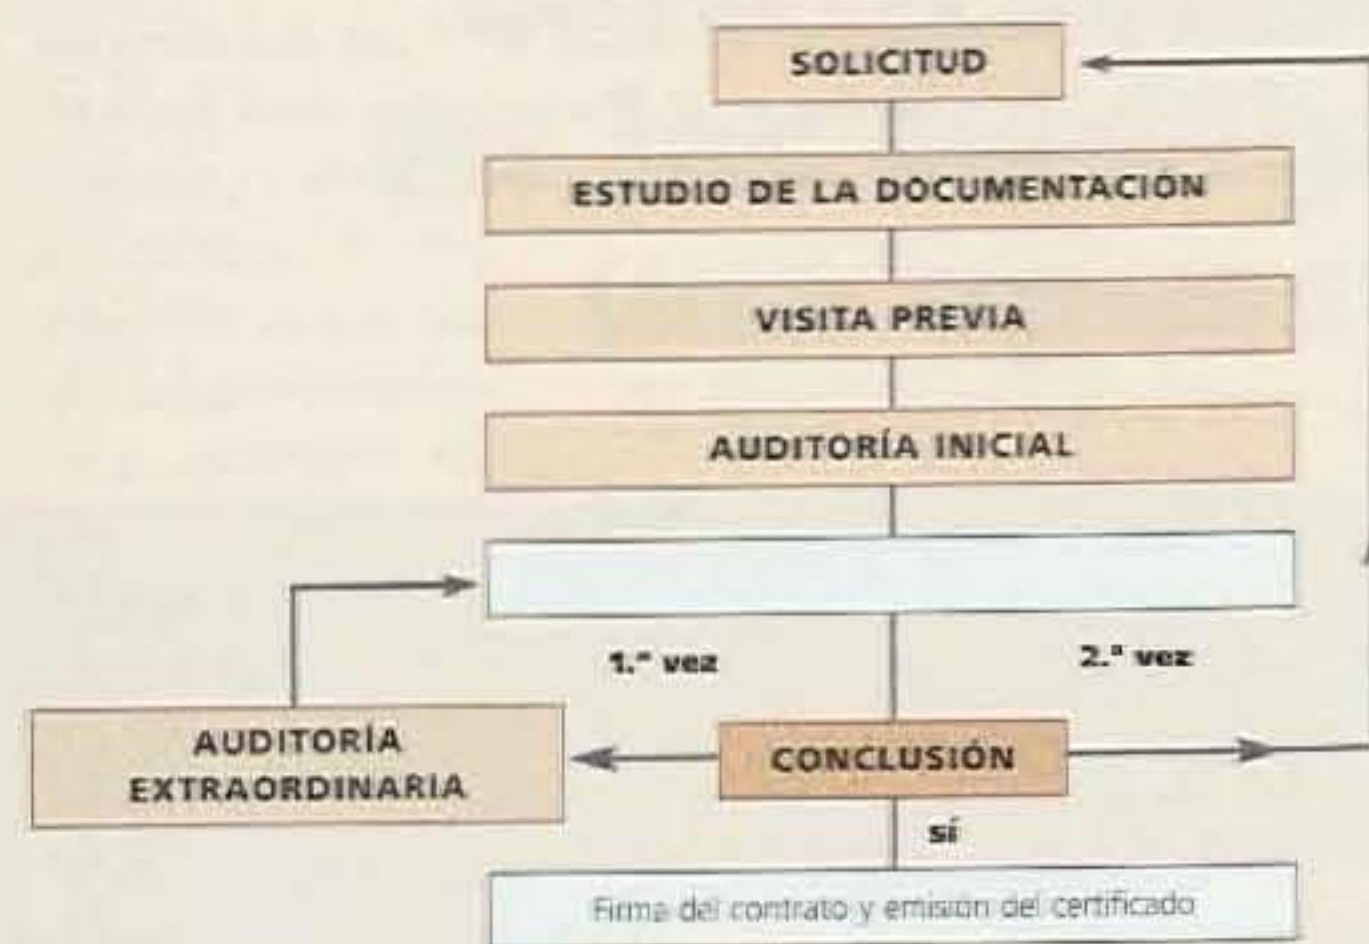 SOLICITUD
ESTUDIO DE LA DOCUMENTACIÓN
VISITA PREVIA
AUDITORÍA INICIAL
1.ª vez
2.ª vez
AUDITORÍA
EXTRAORDINARIA
CONCLUSIÓN
sí
Firma del contrato y emisión del certificado